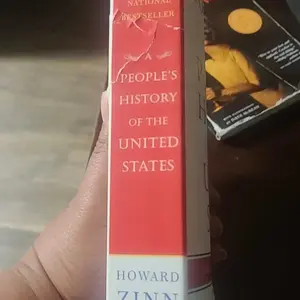 NATIONAL
BESTSELLER
A
PEOPLE'S
HISTORY
OF THE
UNITED
STATES
HOWARD
ZINN